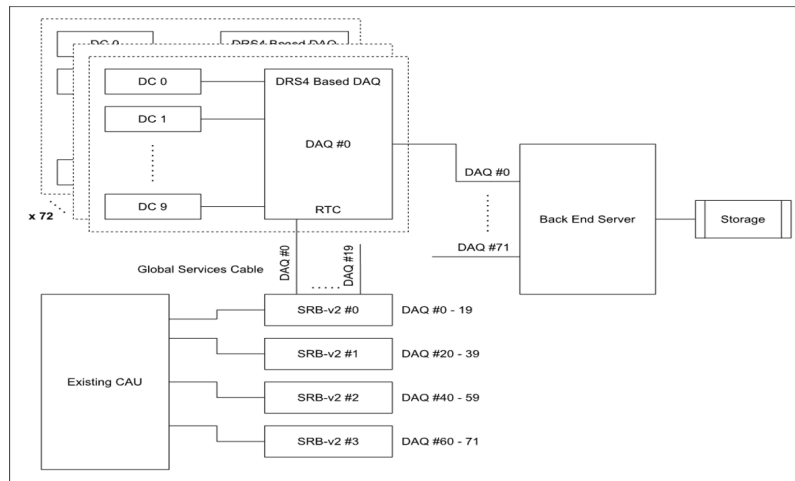 DC 0
DRS4 Based DAQ
DC 0
DRS4 Based DAQ
DC 1
DAQ #0
DC 9
RTC
x 72
DAQ #0
DAQ #71
Back End Server
Storage
Global Services Cable
DAQ #0
DAQ #19
Existing CAU
SRB-v2 #0
DAQ #0 - 19
SRB-v2 #1
DAQ #20 - 39
SRB-v2 #2
DAQ #40 - 59
SRB-v2 #3
DAQ #60 - 71